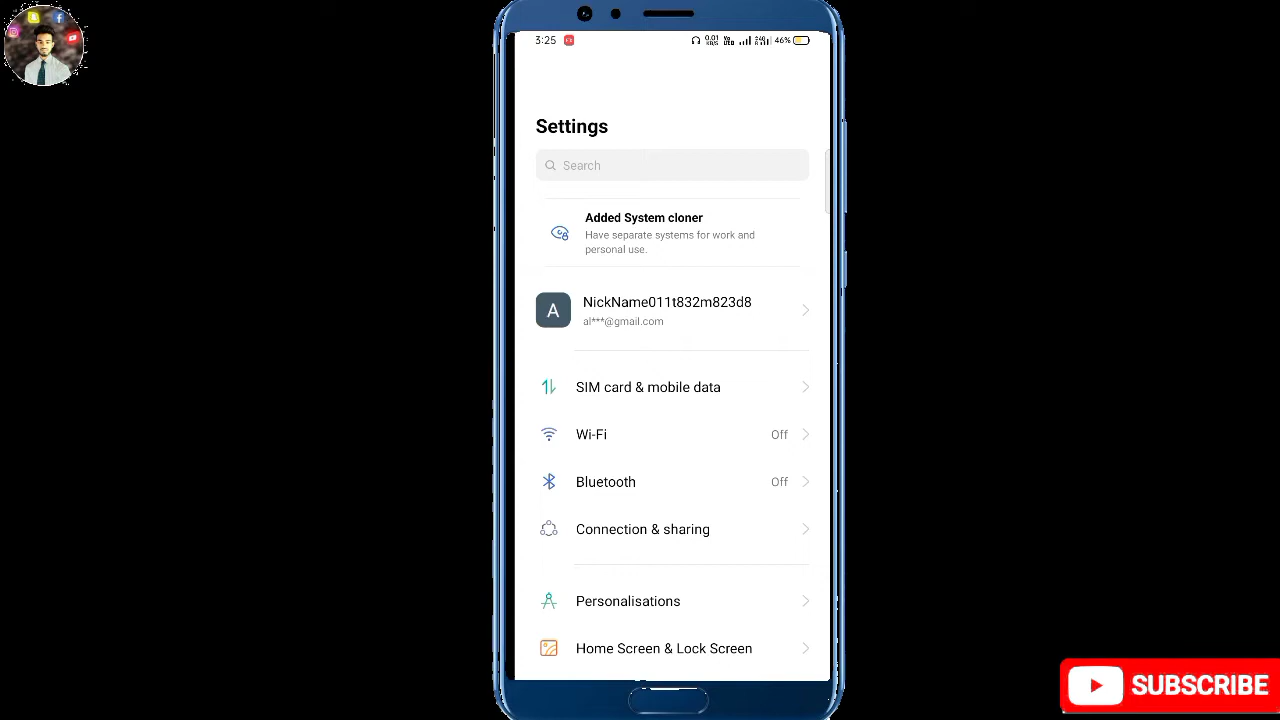 3:25
46%
Settings
Search
Added System cloner
Have separate systems for work and
personal use.
A
NickName011t832m823d8
al***@gmail.com
SIM card & mobile data
Wi-Fi Off
Bluetooth Off
Connection & sharing
Personalisations
Home Screen & Lock Screen
SUBSCRIBE